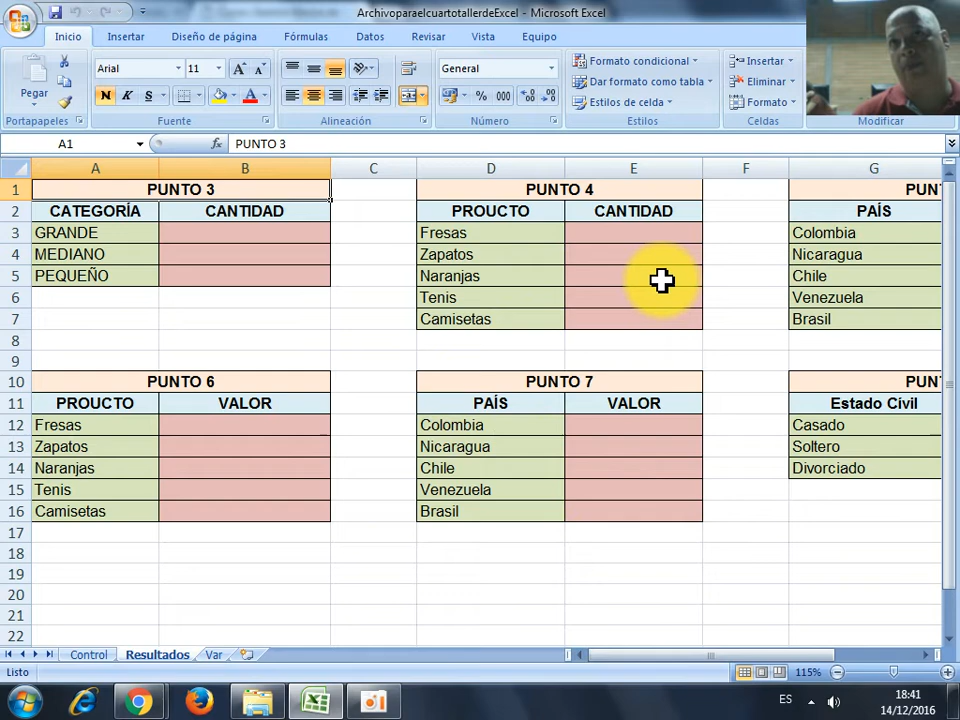 ArchivoparaelcuartotallerdeExcel - Microsoft Excel
Inicio Insertar Diseño de página Fórmulas Datos Revisar Vista Equipo
Pegar
Arial 11
N K S
General
% 000
Formato condicional
Dar formato como tabla
Estilos de celda
Insertar
Eliminar
Formato
Portapapeles Fuente Alineación Número Estilos Celdas Modificar
A1 fx PUNTO 3
A B C D E F G
1 PUNTO 3 PUNTO 4 PUN
2 CATEGORÍA CANTIDAD PROUCTO CANTIDAD PAÍS
3 GRANDE Fresas Colombia
4 MEDIANO Zapatos Nicaragua
5 PEQUEÑO Naranjas Chile
6 Tenis Venezuela
7 Camisetas Brasil
8
9
10 PUNTO 6 PUNTO 7 PUN
11 PROUCTO VALOR PAÍS VALOR Estado Civil
12 Fresas Colombia Casado
13 Zapatos Nicaragua Soltero
14 Naranjas Chile Divorciado
15 Tenis Venezuela
16 Camisetas Brasil
17
18
19
20
21
22
Control Resultados Var
Listo 115%
ES 18:41
14/12/2016